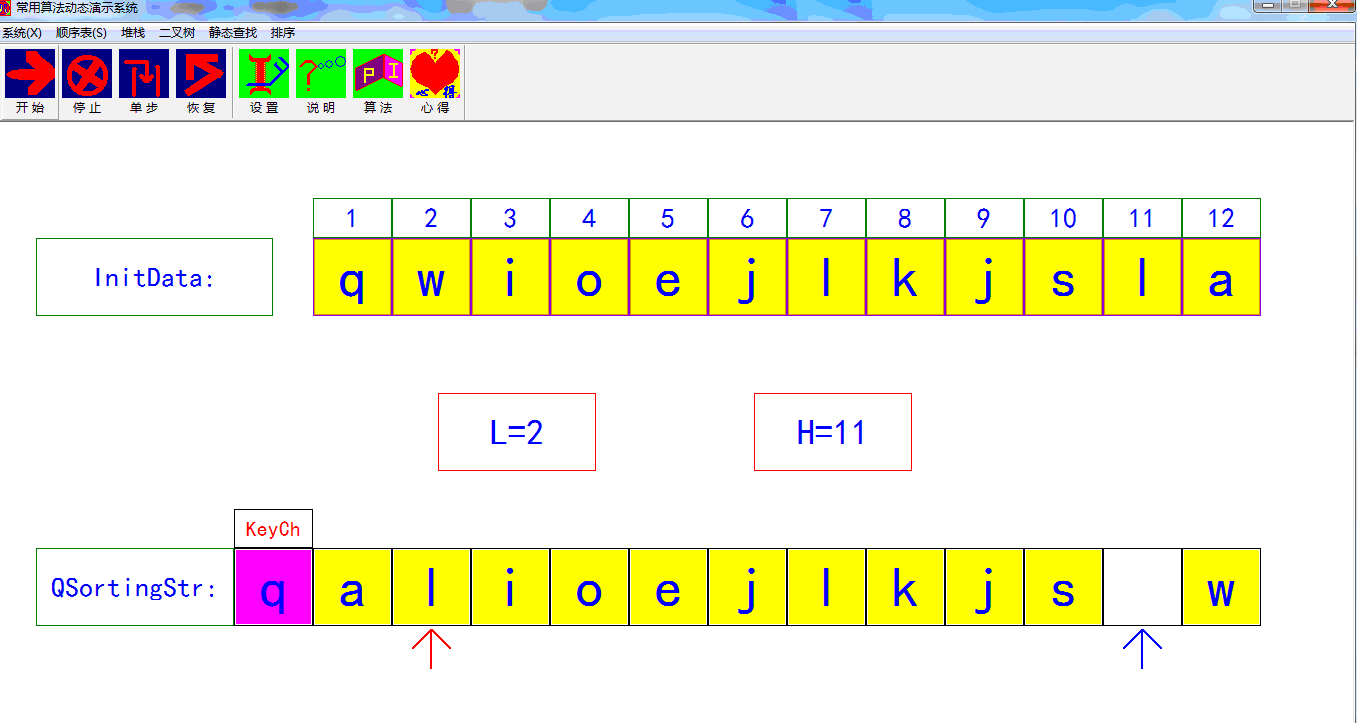 常用算法动态演示系统
系统(X) 顺序表(S) 堆栈 二叉树 静态查找 排序
P I 心 得
开始 停止 单步 恢复 设置 说明 算法 心得
1 2 3 4 5 6 7 8 9 10 11 12
InitData: q w i o e j l k j s l a
L=2 H=11
KeyCh
QSortingStr: q a l i o e j l k j s w